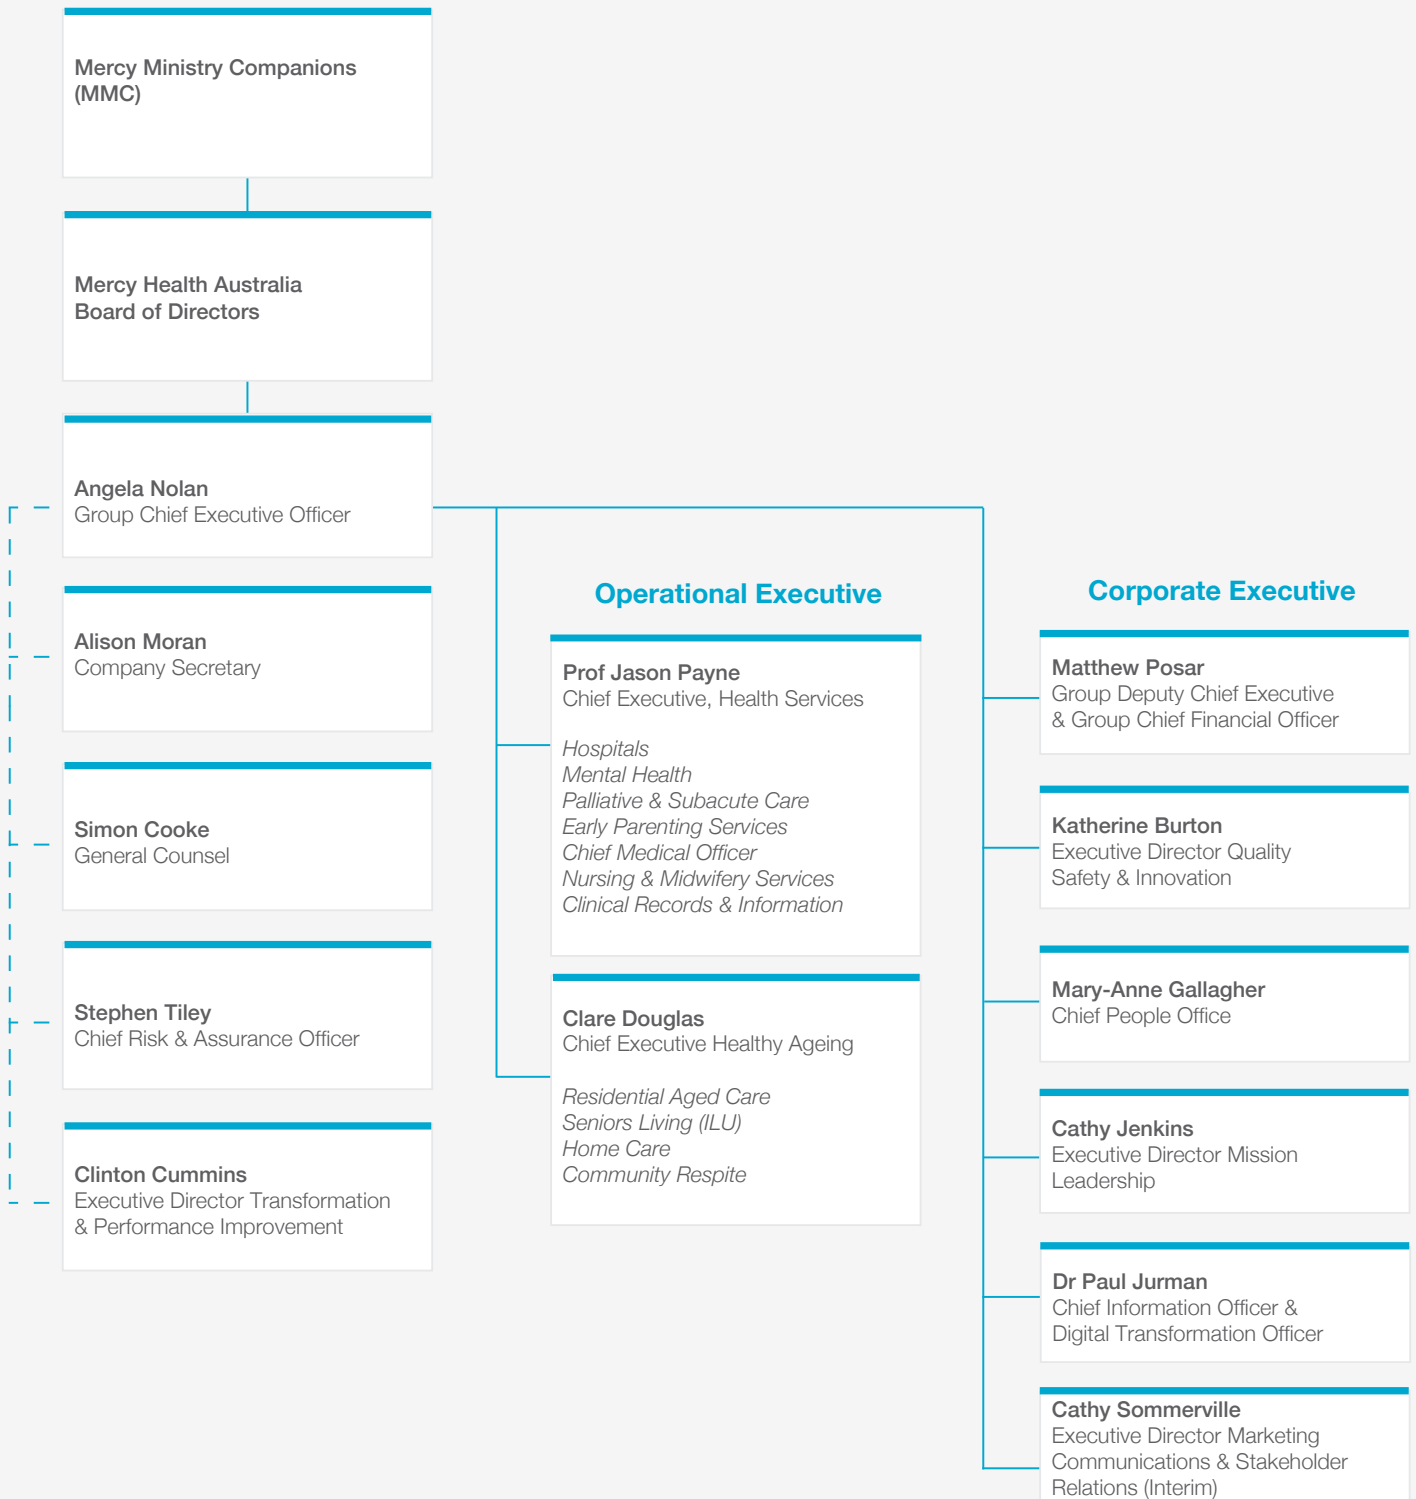 Mercy Ministry Companions
(MMC)
Mercy Health Australia
Board of Directors
Angela Nolan
Group Chief Executive Officer
Alison Moran
Company Secretary
Simon Cooke
General Counsel
Stephen Tiley
Chief Risk & Assurance Officer
Clinton Cummins
Executive Director Transformation
& Performance Improvement
Operational Executive
Prof Jason Payne
Chief Executive, Health Services
Hospitals
Mental Health
Palliative & Subacute Care
Early Parenting Services
Chief Medical Officer
Nursing & Midwifery Services
Clinical Records & Information
Clare Douglas
Chief Executive Healthy Ageing
Residential Aged Care
Seniors Living (ILU)
Home Care
Community Respite
Corporate Executive
Matthew Posar
Group Deputy Chief Executive
& Group Chief Financial Officer
Katherine Burton
Executive Director Quality
Safety & Innovation
Mary-Anne Gallagher
Chief People Office
Cathy Jenkins
Executive Director Mission
Leadership
Dr Paul Jurman
Chief Information Officer &
Digital Transformation Officer
Cathy Sommerville
Executive Director Marketing
Communications & Stakeholder
Relations (Interim)